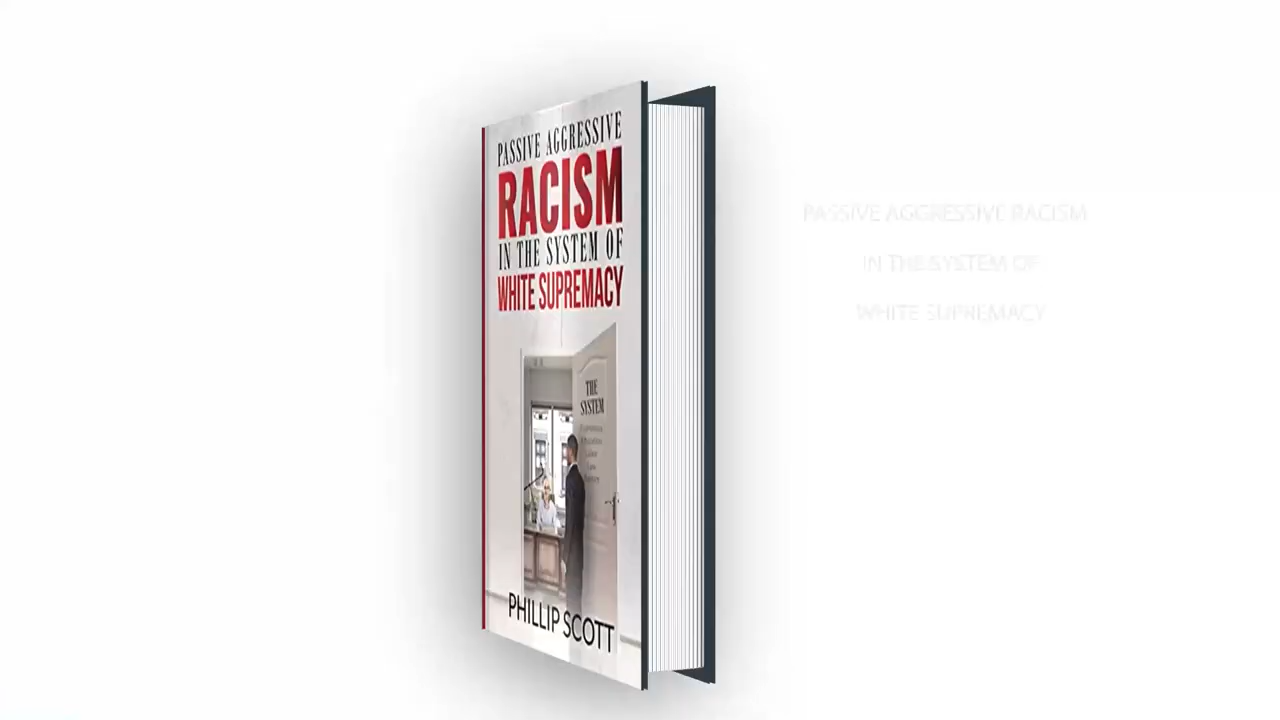 PASSIVE AGGRESSIVE
RACISM
IN THE SYSTEM OF
WHITE SUPREMACY
THE
SYSTEM
PHILLIP SCOTT
PASSIVE AGGRESSIVE RACISM
IN THE SYSTEM OF
WHITE SUPREMACY